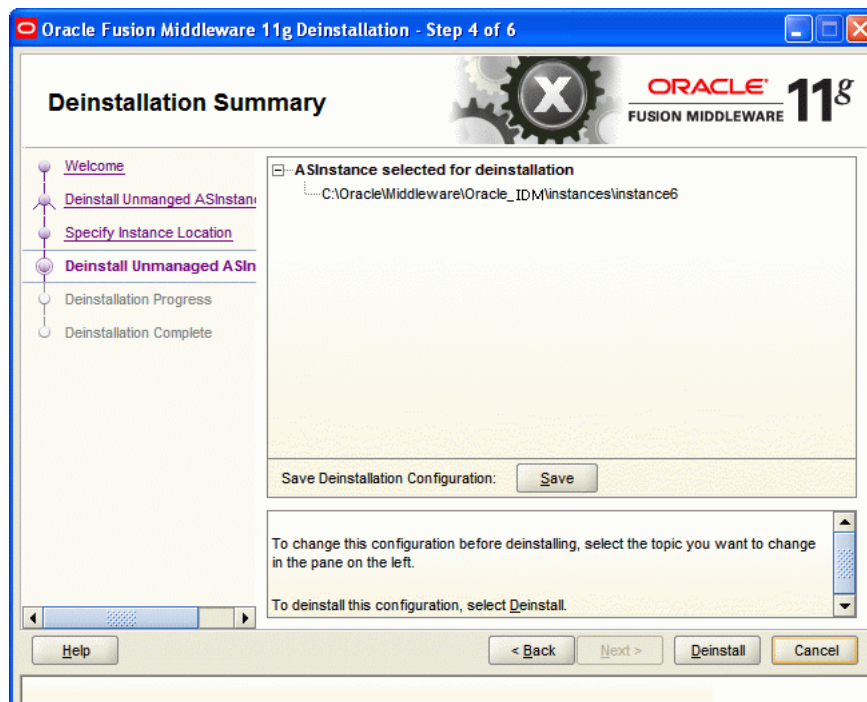 Oracle Fusion Middleware 11g Deinstallation - Step 4 of 6
Deinstallation Summary
X
ORACLE
FUSION MIDDLEWARE
11g
Welcome
Deinstall Unmanged ASInstan
Specify Instance Location
Deinstall Unmanaged ASIn
Deinstallation Progress
Deinstallation Complete
ASInstance selected for deinstallation
C:\Oracle\Middleware\Oracle_IDM\instances\instance6
Save Deinstallation Configuration:
Save
To change this configuration before deinstalling, select the topic you want to change
in the pane on the left.
To deinstall this configuration, select Deinstall.
Help
< Back
Next >
Deinstall
Cancel